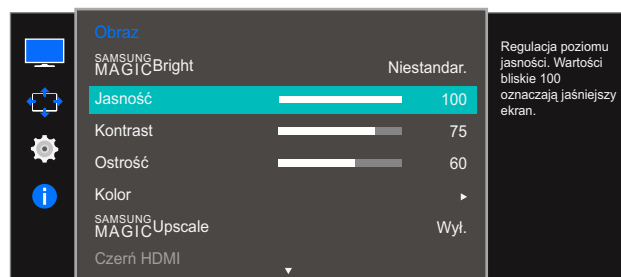 Obraz
SAMSUNG
MAGICBright Niestandar.
Jasność 100
Kontrast 75
Ostrość 60
Kolor
SAMSUNG
MAGICUpscale Wył.
Czerń HDMI
Regulacja poziomu
jasności. Wartości
bliskie 100
oznaczają jaśniejszy
ekran.